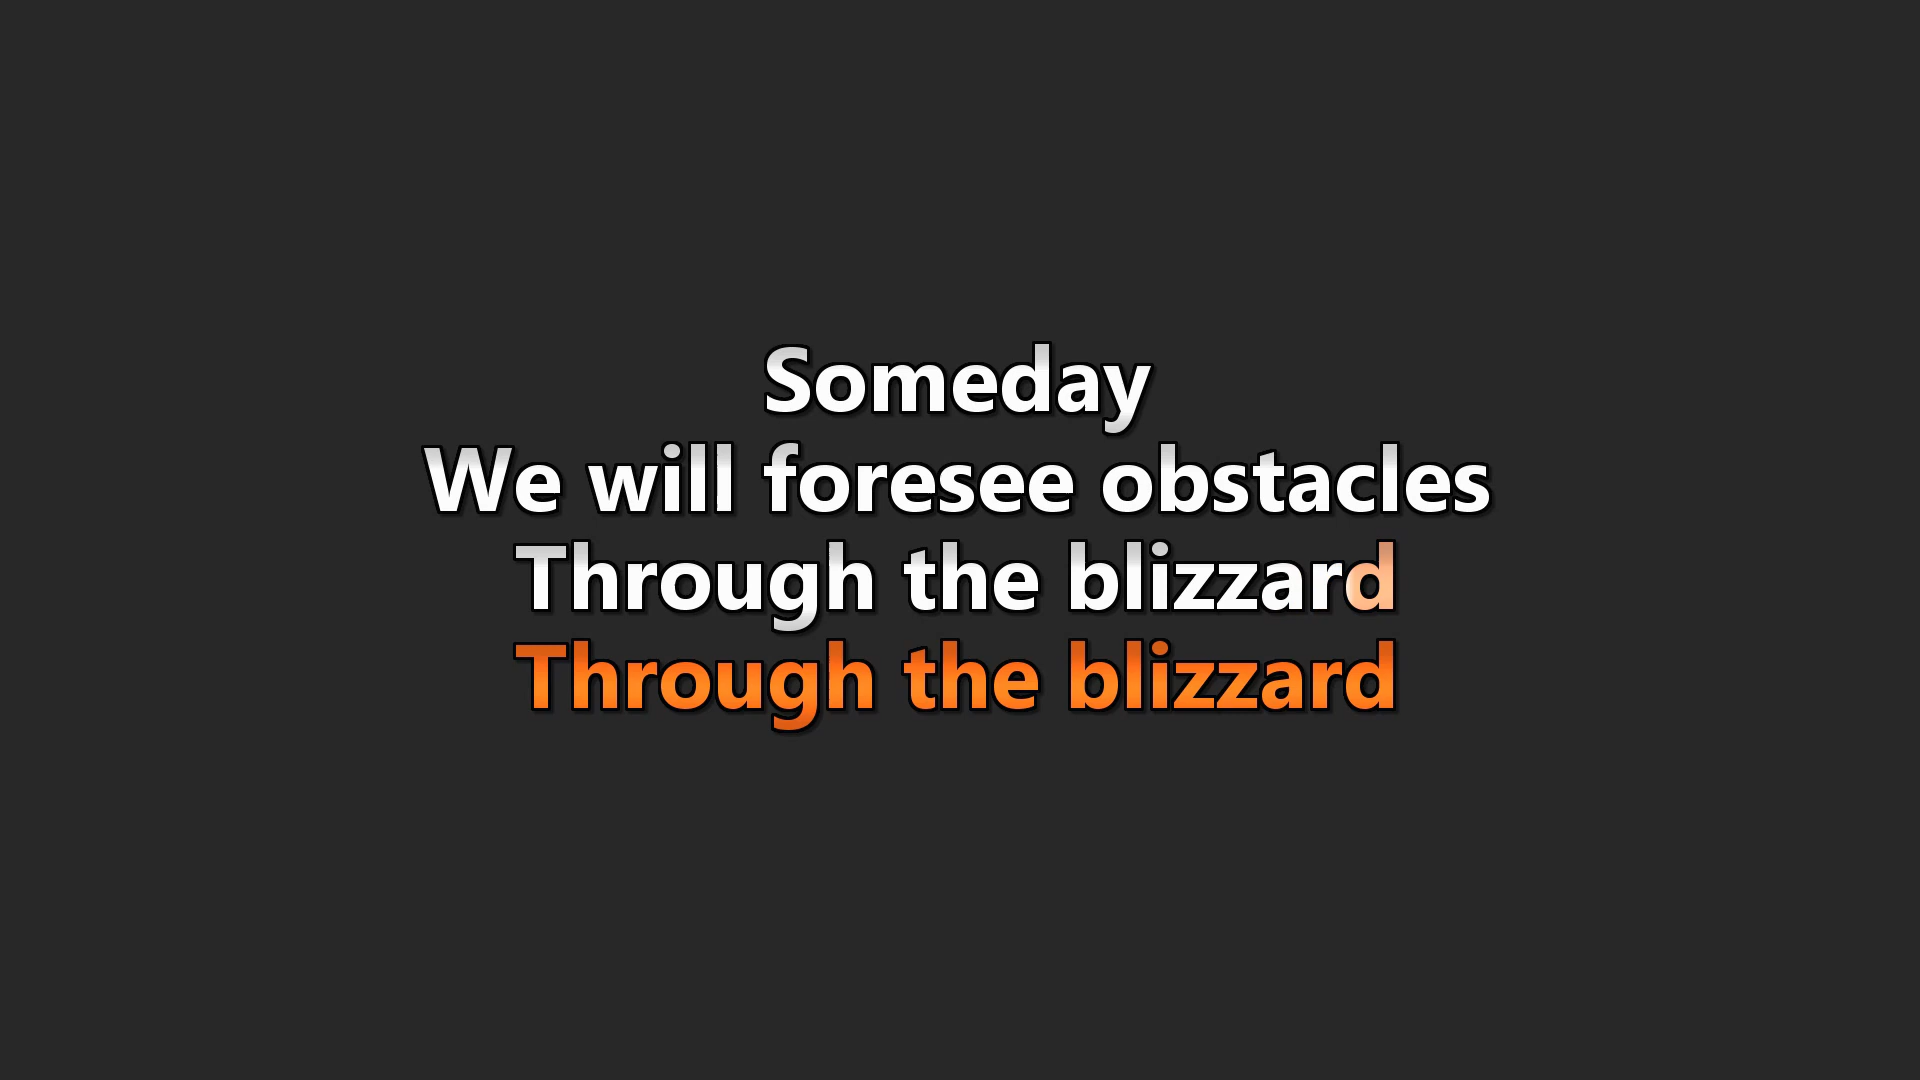 Someday
We will foresee obstacles
Through the blizzard
Through the blizzard